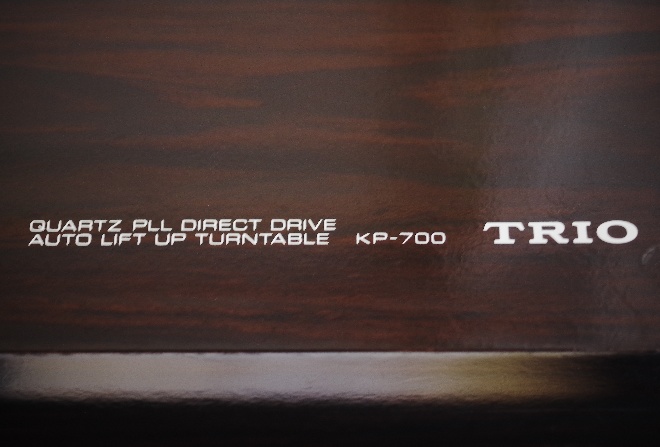 QUARTZ PLL DIRECT DRIVE
AUTO LIFT UP TURNTABLE KP-700 TRIO